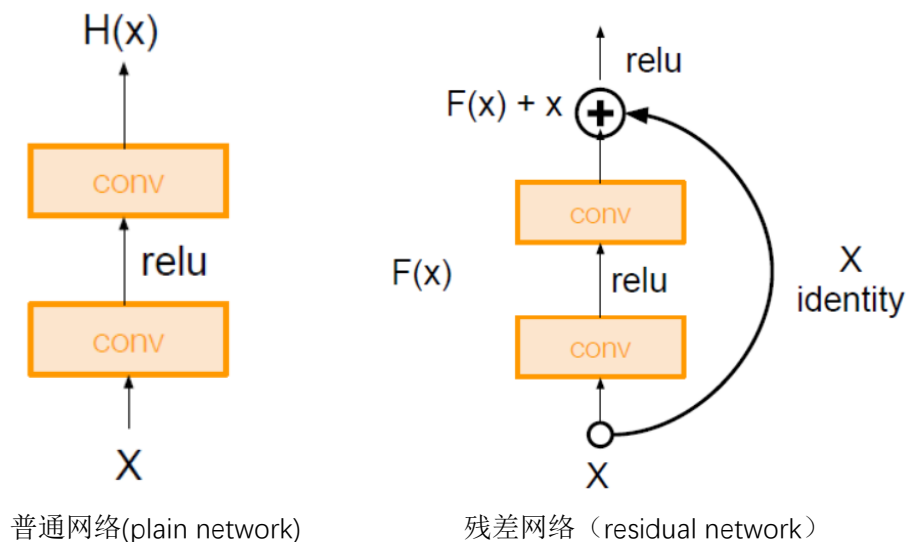 H(x)
conv
relu
conv
X
普通网络(plain network)
relu
F(x) + x
conv
F(x)
relu
conv
X
identity
X
残差网络（residual network）